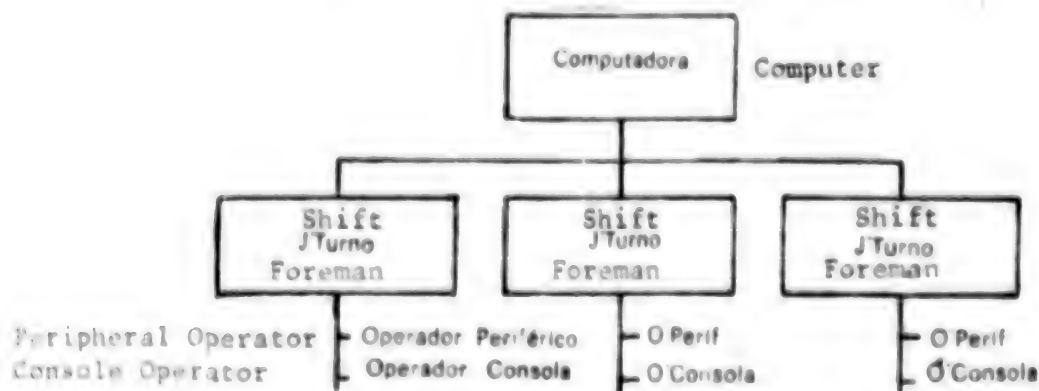 Computadora Computer
Shift Shift Shift
J'Turno J'Turno J'Turno
Foreman Foreman Foreman
Peripheral Operator Operador Periférico O Perif O Perif
Console Operator Operador Consola O'Consola O'Consola